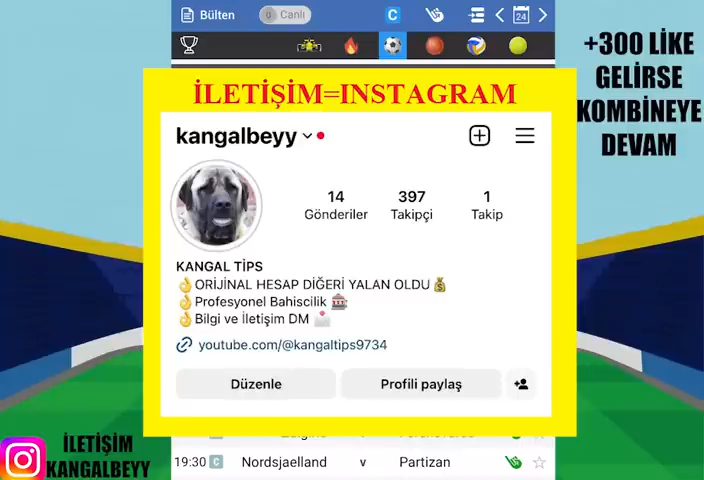 Bülten
0 Canlı
C
24
+300 LİKE
GELİRSE
KOMBİNEYE
DEVAM
İLETİŞİM=INSTAGRAM
kangalbeyy
14
Gönderiler
397
Takipçi
1
Takip
KANGAL TİPS
👌ORİJİNAL HESAP DİĞERİ YALAN OLDU💰
👌Profesyonel Bahiscilik🎰
👌Bilgi ve İletişim DM📩
youtube.com/@kangaltips9734
Düzenle
Profili paylaş
19:30 C Nordsjaelland v Partizan
İLETİŞİM
KANGALBEYY